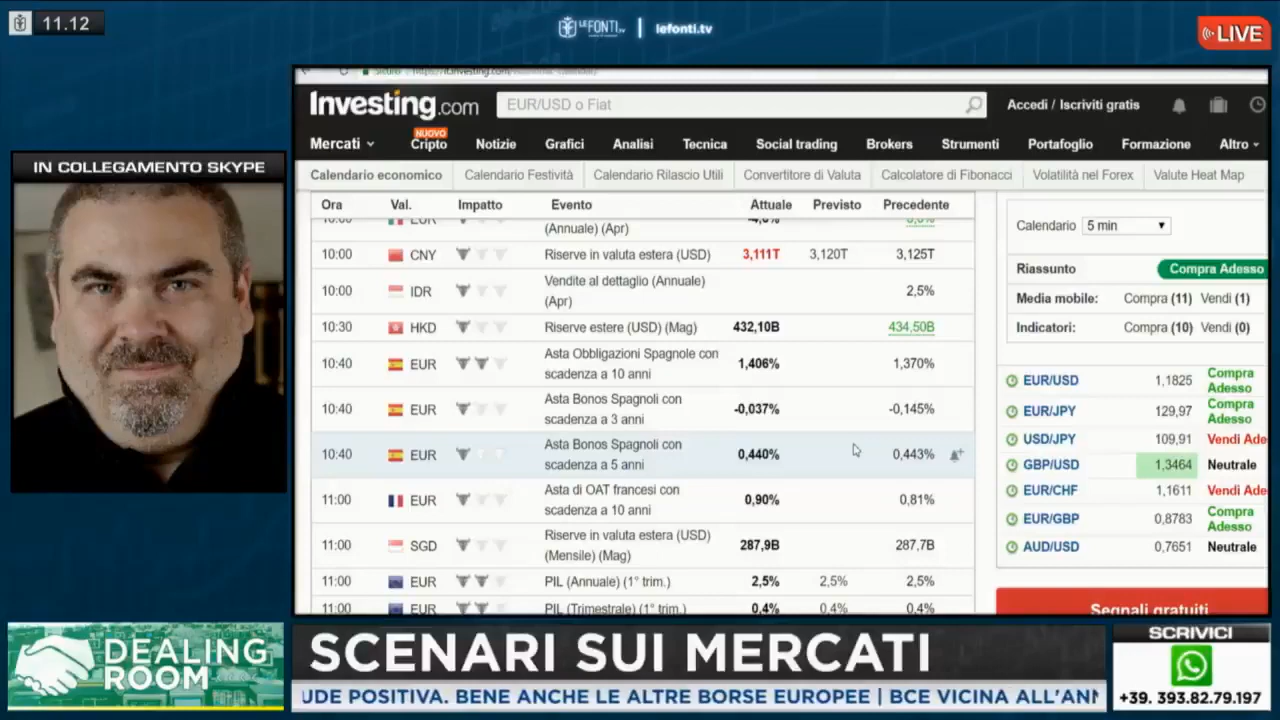 11.12
LE FONTI.tv | lefonti.tv
LIVE
IN COLLEGAMENTO SKYPE
Investing.com
EUR/USD o Fiat
Accedi / Iscriviti gratis
Mercati
NUOVO
Cripto
Notizie
Grafici
Analisi
Tecnica
Social trading
Brokers
Strumenti
Portafoglio
Formazione
Altro
Calendario economico
Calendario Festività
Calendario Rilascio Utili
Convertitore di Valuta
Calcolatore di Fibonacci
Volatilità nel Forex
Valute Heat Map
Ora Val. Impatto Evento Attuale Previsto Precedente
(Annuale) (Apr)
10:00 CNY Riserve in valuta estera (USD) 3,111T 3,120T 3,125T
10:00 IDR Vendite al dettaglio (Annuale)
(Apr) 2,5%
10:30 HKD Riserve estere (USD) (Mag) 432,10B 434,50B
10:40 EUR Asta Obbligazioni Spagnole con
scadenza a 10 anni 1,406% 1,370%
10:40 EUR Asta Bonos Spagnoli con
scadenza a 3 anni -0,037% -0,145%
10:40 EUR Asta Bonos Spagnoli con
scadenza a 5 anni 0,440% 0,443%
11:00 EUR Asta di OAT francesi con
scadenza a 10 anni 0,90% 0,81%
11:00 SGD Riserve in valuta estera (USD)
(Mensile) (Mag) 287,9B 287,7B
11:00 EUR PIL (Annuale) (1° trim.) 2,5% 2,5% 2,5%
11:00 EUR PIL (Trimestrale) (1° trim.) 0,4% 0,4% 0,4%
Calendario 5 min
Riassunto Compra Adesso
Media mobile: Compra (11) Vendi (1)
Indicatori: Compra (10) Vendi (0)
EUR/USD 1,1825 Compra
Adesso
EUR/JPY 129,97 Compra
Adesso
USD/JPY 109,91 Vendi Ade
GBP/USD 1,3464 Neutrale
EUR/CHF 1,1611 Vendi Ade
EUR/GBP 0,8783 Compra
Adesso
AUD/USD 0,7651 Neutrale
Segnali gratuiti
DEALING
ROOM
SCENARI SUI MERCATI
UDE POSITIVA. BENE ANCHE LE ALTRE BORSE EUROPEE | BCE VICINA ALL'ANN
SCRIVICI
+39. 393.82.79.197